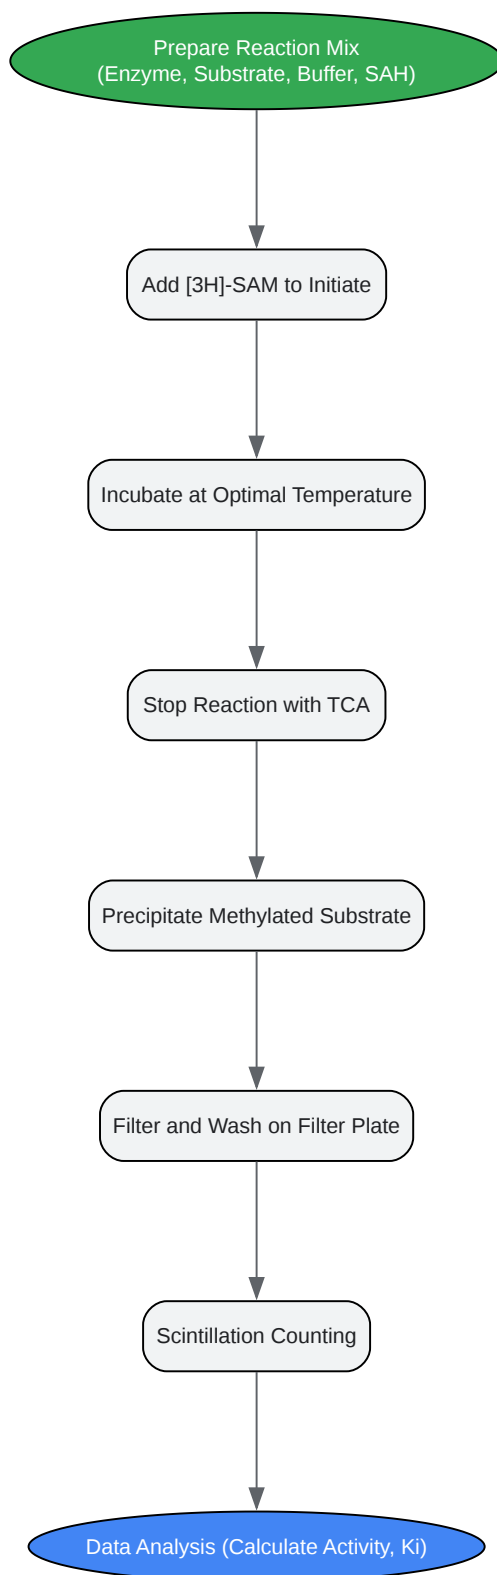 Prepare Reaction Mix
(Enzyme, Substrate, Buffer, SAH)
Add [3H]-SAM to Initiate
Incubate at Optimal Temperature
Stop Reaction with TCA
Precipitate Methylated Substrate
Filter and Wash on Filter Plate
Scintillation Counting
Data Analysis (Calculate Activity, Ki)